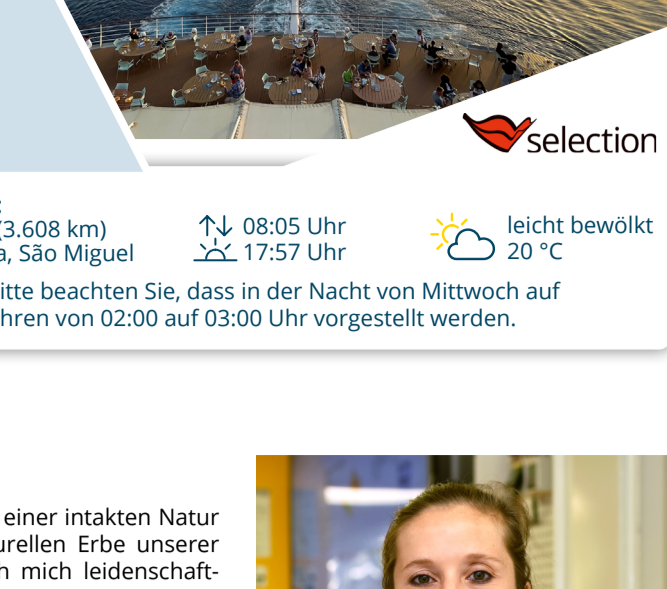 selection
(3.608 km)
08:05 Uhr
leicht bewölkt
São Miguel
17:57 Uhr
20 °C
itte beachten Sie, dass in der Nacht von Mittwoch auf
hren von 02:00 auf 03:00 Uhr vorgestellt werden.
einer intakten Natur
urellen Erbe unserer
h mich leidenschaft-